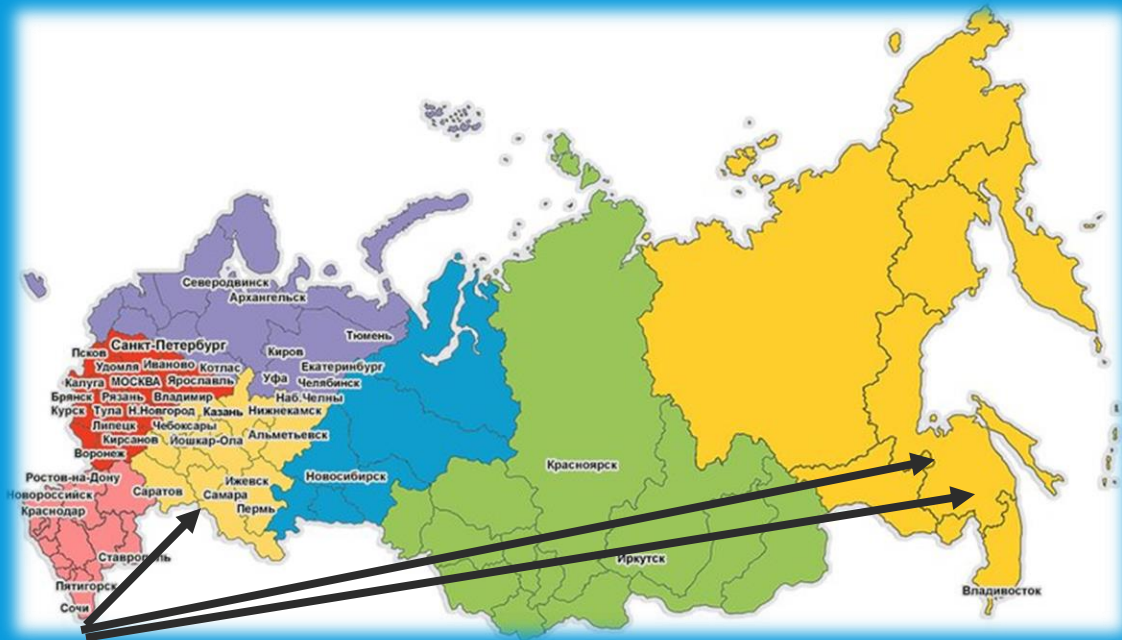 Северодвинск
Архангельск
Тюмень
Санкт-Петербург
Псков
Киров
Удомля Иваново Котлас
Екатеринбург
Калуга МОСКВА Ярославль
Уфа Челябинск
Брянск Рязань Владимир
Наб.Челны
Курск Тула Н.Новгород Казань Нижнекамск
Липецк Чебоксары
Кирсанов Йошкар-Ола Альметьевск
Воронеж
Ростов-на-Дону
Новороссийск
Краснодар
Саратов
Ижевск
Самара
Пермь
Новосибирск
Красноярск
Ставрополь
Иркутск
Пятигорск
Сочи
Владивосток